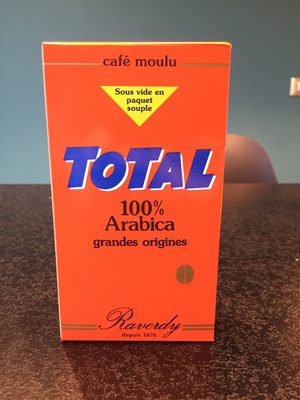 café moulu
Sous vide en
paquet
souple
TOTAL
100%
Arabica
grandes origines
Raverdy
depuis 1876